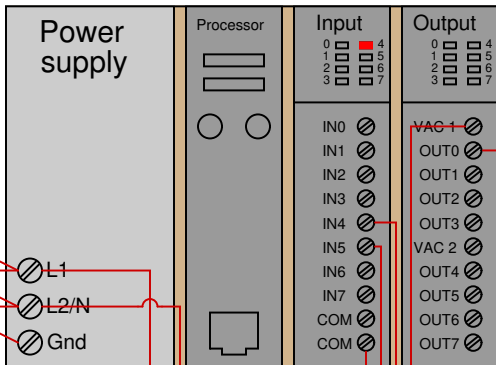 Power
supply
L1
L2/N
Gnd
Processor
Input
0 4
1 5
2 6
3 7
IN0
IN1
IN2
IN3
IN4
IN5
IN6
IN7
COM
COM
Output
0 4
1 5
2 6
3 7
VAC 1
OUT0
OUT1
OUT2
OUT3
VAC 2
OUT4
OUT5
OUT6
OUT7